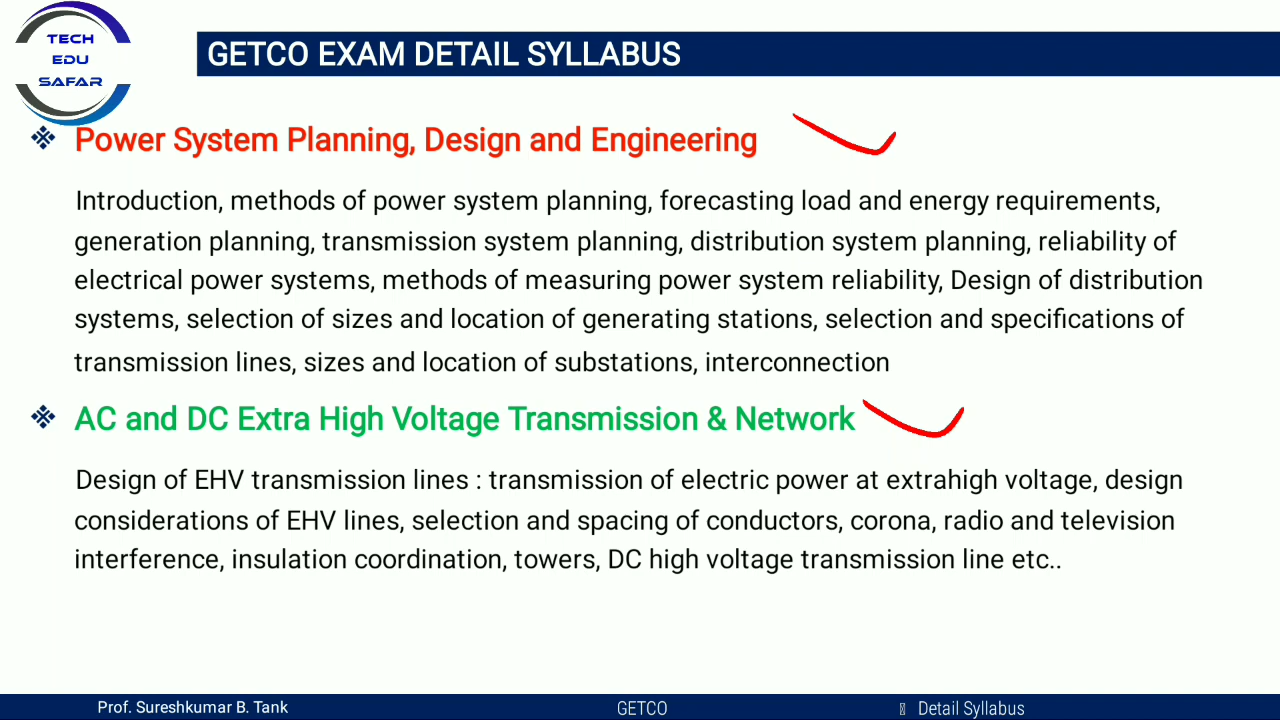 TECH
EDU
SAFAR
GETCO EXAM DETAIL SYLLABUS
❖ Power System Planning, Design and Engineering
Introduction, methods of power system planning, forecasting load and energy requirements,
generation planning, transmission system planning, distribution system planning, reliability of
electrical power systems, methods of measuring power system reliability, Design of distribution
systems, selection of sizes and location of generating stations, selection and specifications of
transmission lines, sizes and location of substations, interconnection
❖ AC and DC Extra High Voltage Transmission & Network
Design of EHV transmission lines : transmission of electric power at extrahigh voltage, design
considerations of EHV lines, selection and spacing of conductors, corona, radio and television
interference, insulation coordination, towers, DC high voltage transmission line etc..
Prof. Sureshkumar B. Tank GETCO Detail Syllabus